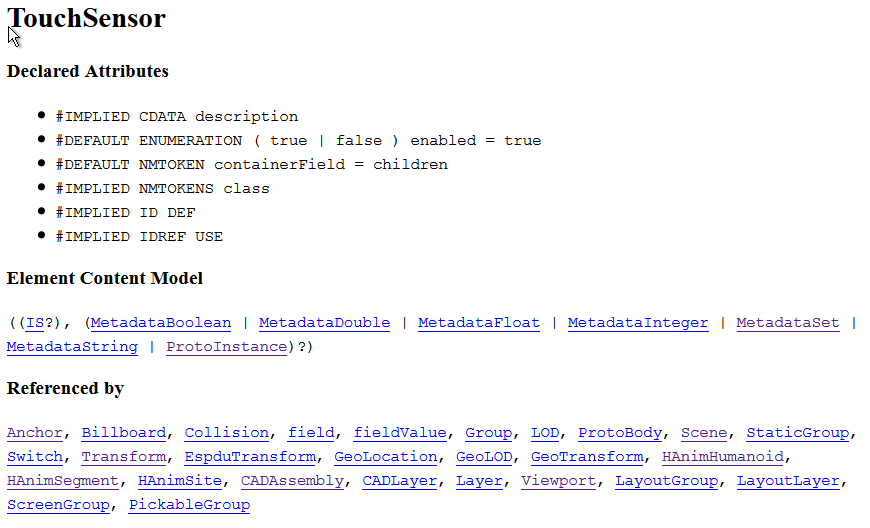 TouchSensor
Declared Attributes
#IMPLIED CDATA description
#DEFAULT ENUMERATION ( true | false ) enabled = true
#DEFAULT NMTOKEN containerField = children
#IMPLIED NMTOKENS class
#IMPLIED ID DEF
#IMPLIED IDREF USE
Element Content Model
((IS?), (MetadataBoolean | MetadataDouble | MetadataFloat | MetadataInteger | MetadataSet |
MetadataString | ProtoInstance)?)
Referenced by
Anchor, Billboard, Collision, field, fieldValue, Group, LOD, ProtoBody, Scene, StaticGroup,
Switch, Transform, EspduTransform, GeoLocation, GeoLOD, GeoTransform, HAnimHumanoid,
HAnimSegment, HAnimSite, CADAssembly, CADLayer, Layer, Viewport, LayoutGroup, LayoutLayer,
ScreenGroup, PickableGroup